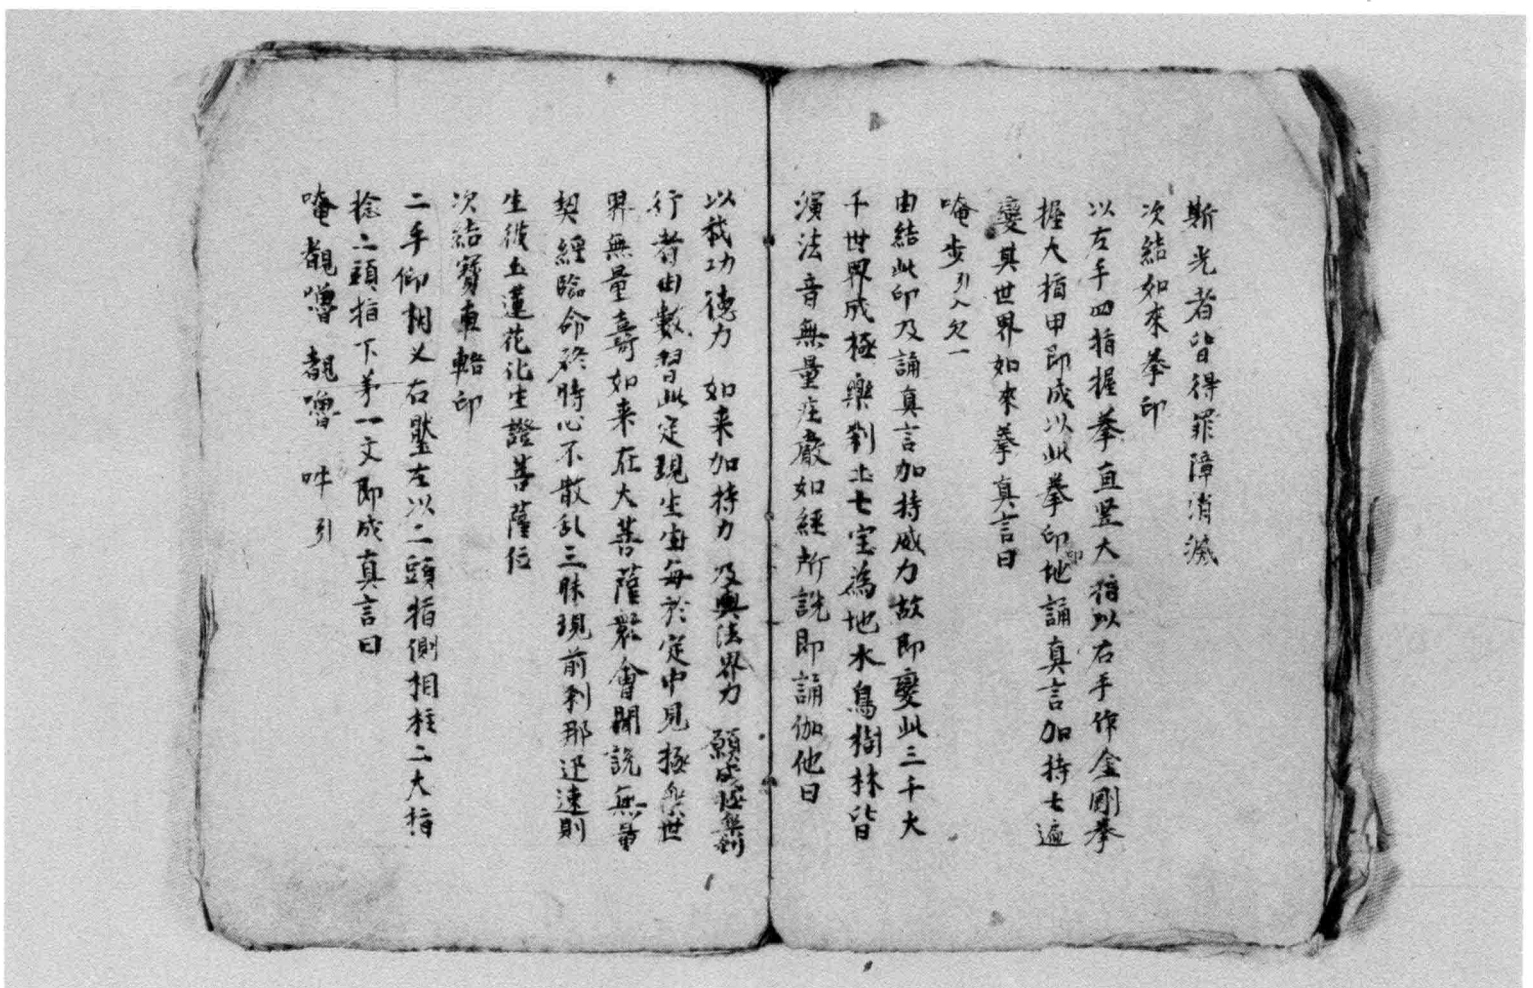 斯光者皆得罪障消滅
次結如來拳印
以左手四指握拳直竪大指以右手作金剛拳
握大指甲即成以此拳印印地誦真言加持七遍
變其世界如來拳真言曰
唵步引入欠一
由結此印及誦真言加持威力故即變此三千大
千世界成極樂剎土七宝為地水鳥樹林皆
演法音無量庄嚴如經所説即誦伽他曰
以我功德力 如来加持力 及與法界力 願成極樂剎
行者由數習此定現生每於定中見極樂世
界無量壽如来在大菩薩衆會聞説無量
契經臨命終時心不散乱三昧現前剎那迅速則
生彼土蓮花化生證菩薩位
次結寶車輅印
二手仰相叉右壓左以二頭指側相柱二大指
捻二頭指下第一文即成真言曰
唵覩嚕覩嚕 吽 引